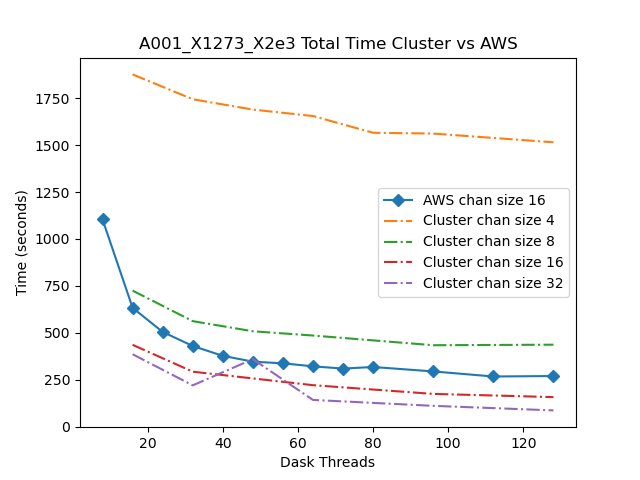 A001_X1273_X2e3 Total Time Cluster vs AWS
Time (seconds)
1750
1500
1250
1000
750
500
250
0
AWS chan size 16
Cluster chan size 4
Cluster chan size 8
Cluster chan size 16
Cluster chan size 32
20 40 60 80 100 120
Dask Threads